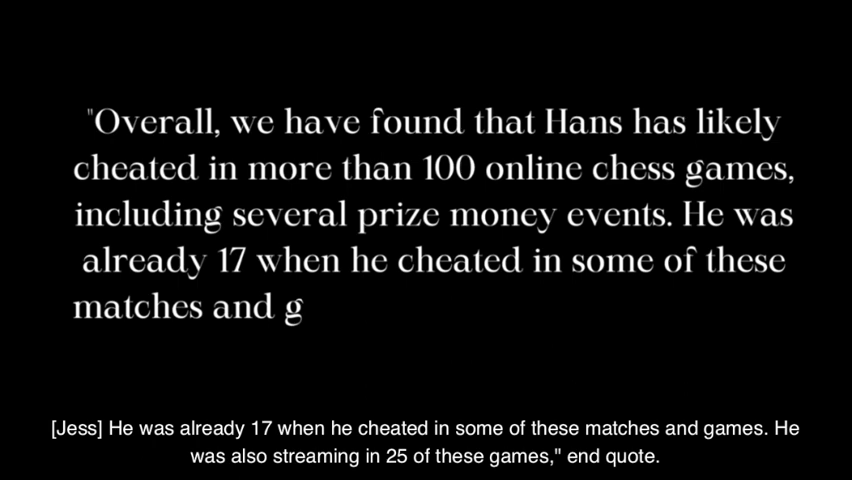 "Overall, we have found that Hans has likely
cheated in more than 100 online chess games,
including several prize money events. He was
already 17 when he cheated in some of these
matches and g
[Jess] He was already 17 when he cheated in some of these matches and games. He
was also streaming in 25 of these games," end quote.